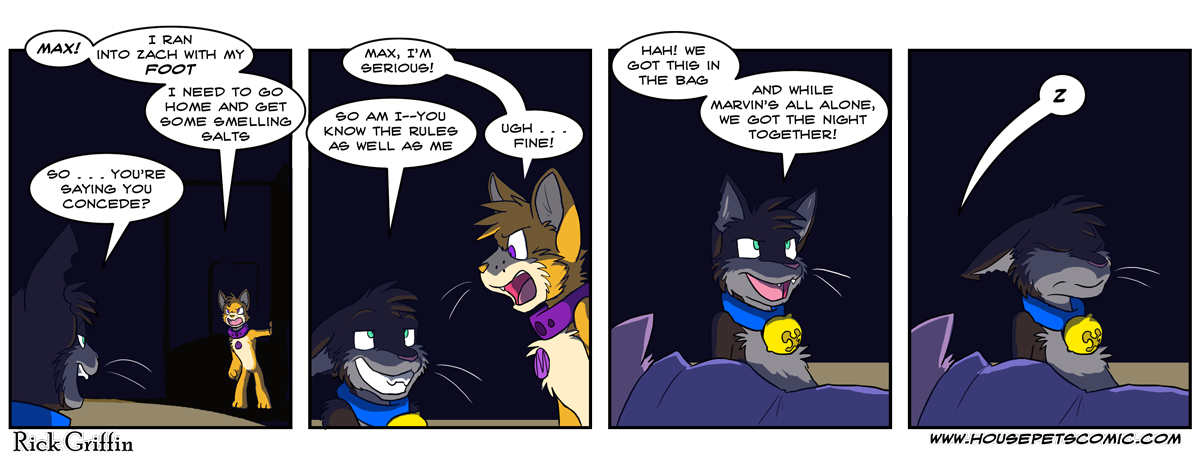 MAX!
I RAN
INTO ZACH WITH MY
FOOT
I NEED TO GO
HOME AND GET
SOME SMELLING
SALTS
SO . . . YOU'RE
SAYING YOU
CONCEDE?
MAX, I'M
SERIOUS!
SO AM I--YOU
KNOW THE RULES
AS WELL AS ME
UGH . . .
FINE!
HAH! WE
GOT THIS IN
THE BAG
AND WHILE
MARVIN'S ALL ALONE,
WE GOT THE NIGHT
TOGETHER!
Z
Rick Griffin
WWW.HOUSEPETSCOMIC.COM